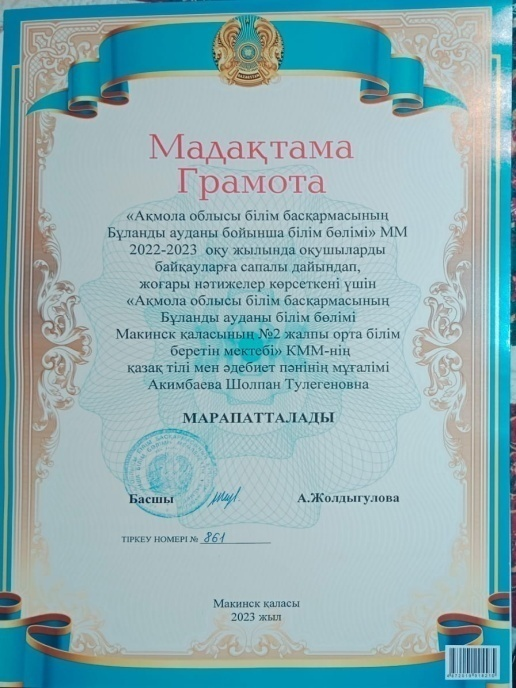 Мадақтама
Грамота
«Ақмола облысы білім басқармасының
Бұланды ауданы бойынша білім бөлімі» ММ
2022-2023 оқу жылында оқушыларды
байқауларға сапалы дайындап,
жоғары нәтижелер көрсеткені үшін
«Ақмола облысы білім басқармасының
Бұланды ауданы білім бөлімі
Макинск қаласының №2 жалпы орта білім
беретін мектебі» КММ-нің
қазақ тілі мен әдебиет пәнінің мұғалімі
Акимбаева Шолпан Тулегеновна
МАРАПАТТАЛАДЫ
Басшы А.Жолдыгулова
ТІРКЕУ НОМЕРІ № 861
Макинск қаласы
2023 жыл